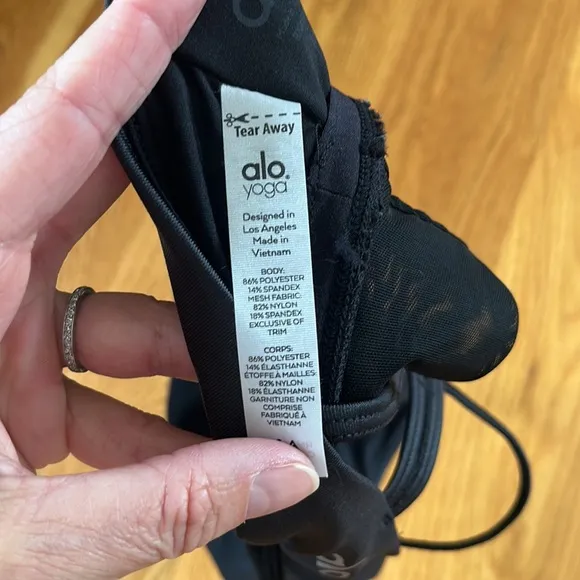 alo
Tear Away
alo
yoga
Designed in
Los Angeles
Made in
Vietnam
BODY:
86% POLYESTER
14% SPANDEX
MESH FABRIC:
82% NYLON
18% SPANDEX
EXCLUSIVE OF
TRIM
CORPS:
86% POLYESTER
14% ÉLASTHANNE
ÉTOFFE À MAILLES:
82% NYLON
18% ÉLASTHANNE
GARNITURE NON
COMPRISE
FABRIQUÉ À
VIETNAM